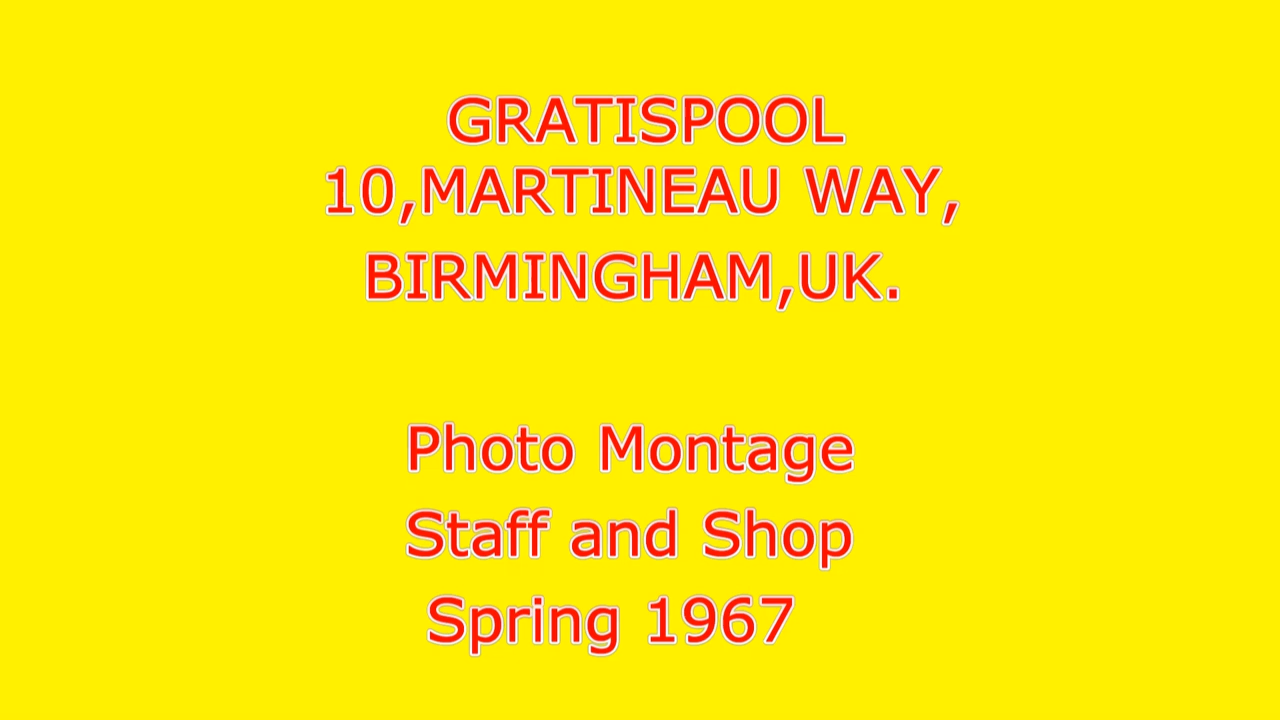 GRATISPOOL
10,MARTINEAU WAY,
BIRMINGHAM,UK.
Photo Montage
Staff and Shop
Spring 1967